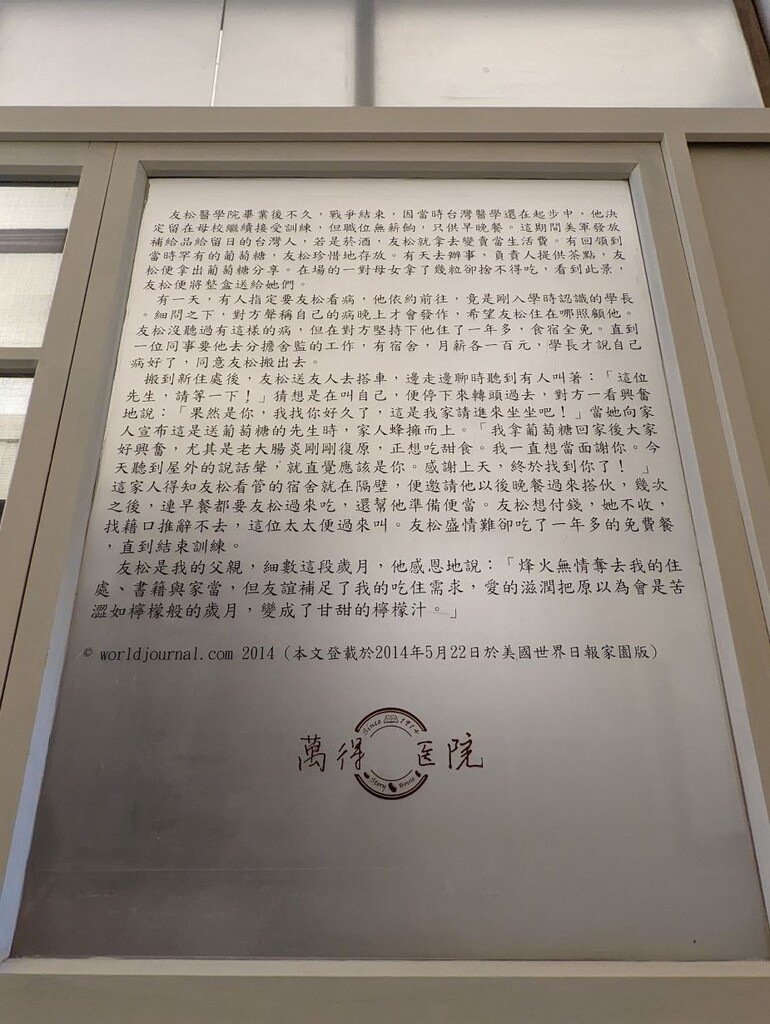 友松醫學院畢業後不久，戰爭結束，因當時台灣醫學還在起步中，他決
定留在母校繼續接受訓練，但職位無薪餉，只供早晚餐。這期間美軍發放
補給品給留日的台灣人，若是菸酒，友松就拿去變賣當生活費。有回領到
當時罕有的葡萄糖，友松珍惜地存放。有天去辦事，負責人提供茶點，友
松便拿出葡萄糖分享。在場的一對母女拿了幾粒卻捨不得吃，看到此景，
友松便將整盒送給她們。
有一天，有人指定要友松看病，他依約前往，竟是剛入學時認識的學長
。細問之下，對方聲稱自己的病晚上才會發作，希望友松住在哪照顧他。
友松沒聽過有這樣的病，但在對方堅持下他住了一年多，食宿全免。直到
一位同事要他去分擔舍監的工作，有宿舍，月薪各一百元，學長才說自己
病好了，同意友松搬出去。
搬到新住處後，友松送友人去搭車，邊走邊聊時聽到有人叫著：「這位
先生，請等一下！」猜想是在叫自己，便停下來轉頭過去，對方一看興奮
地說：「果然是你，我找你好久了，這是我家請進來坐坐吧！」當她向家
人宣布這是送葡萄糖的先生時，家人蜂擁而上。「我拿葡萄糖回家後大家
好興奮，尤其是老大腸炎剛剛復原，正想吃甜食。我一直想當面謝你。今
天聽到屋外的說話聲，就直覺應該是你。感謝上天，終於找到你了！ 」
這家人得知友松看管的宿舍就在隔壁，便邀請他以後晚餐過來搭伙，幾次
之後，連早餐都要友松過來吃，還幫他準備便當。友松想付錢，她不收，
找藉口推辭不去，這位太太便過來叫。友松盛情難卻吃了一年多的免費餐
，直到結束訓練。
友松是我的父親，細數這段歲月，他感恩地說：「烽火無情奪去我的住
處、書籍與家當，但友誼補足了我的吃住需求，愛的滋潤把原以為會是苦
澀如檸檬般的歲月，變成了甘甜的檸檬汁。」
© worldjournal.com 2014 (本文登載於2014年5月22日於美國世界日報家園版)
Since 1914
萬得 医院
Story House